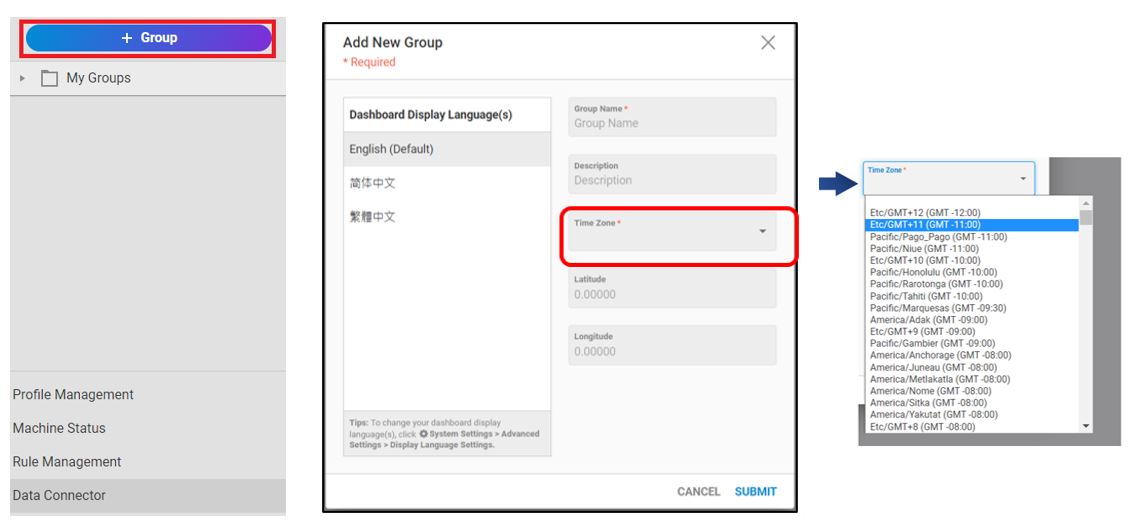 + Group
My Groups
Profile Management
Machine Status
Rule Management
Data Connector
Add New Group
* Required
Dashboard Display Language(s)
English (Default)
简体中文
繁體中文
Tips: To change your dashboard display
language(s), click System Settings > Advanced
Settings > Display Language Settings.
Group Name *
Group Name
Description
Description
Time Zone *
Latitude
0.00000
Longitude
0.00000
CANCEL SUBMIT
Time Zone *
Etc/GMT+12 (GMT -12:00)
Etc/GMT+11 (GMT -11:00)
Pacific/Pago_Pago (GMT -11:00)
Pacific/Niue (GMT -11:00)
Etc/GMT+10 (GMT -10:00)
Pacific/Honolulu (GMT -10:00)
Pacific/Rarotonga (GMT -10:00)
Pacific/Tahiti (GMT -10:00)
Pacific/Marquesas (GMT -09:30)
America/Adak (GMT -09:00)
Etc/GMT+9 (GMT -09:00)
Pacific/Gambier (GMT -09:00)
America/Anchorage (GMT -08:00)
America/Juneau (GMT -08:00)
America/Metlakatla (GMT -08:00)
America/Nome (GMT -08:00)
America/Sitka (GMT -08:00)
America/Yakutat (GMT -08:00)
Etc/GMT+8 (GMT -08:00)